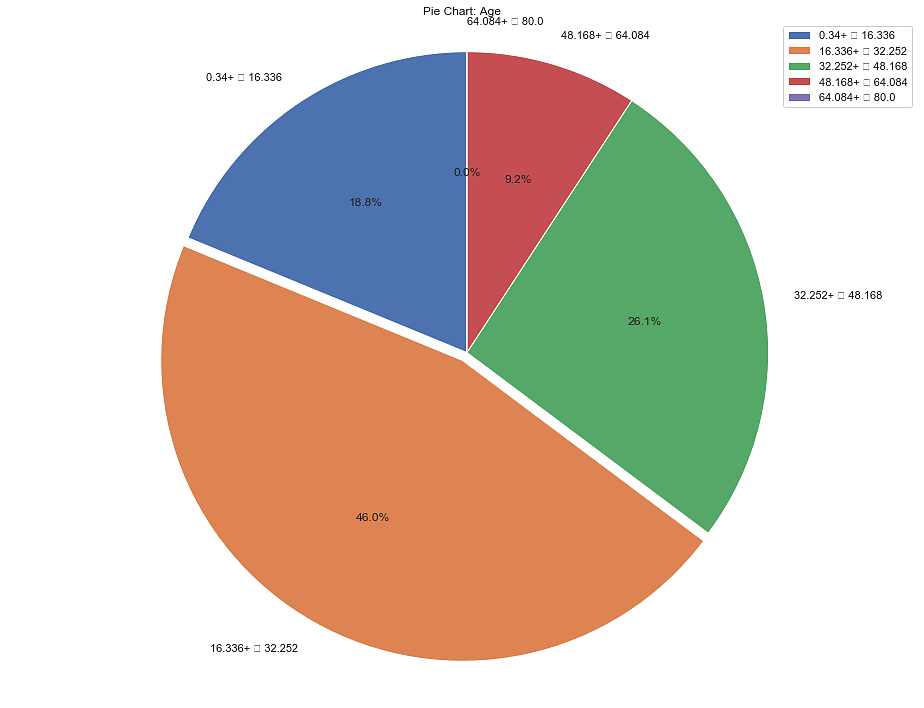 Pie Chart: Age
64.084+ □ 80.0
48.168+ □ 64.084
0.34+ □ 16.336
0.34+ □ 16.336
16.336+ □ 32.252
32.252+ □ 48.168
48.168+ □ 64.084
64.084+ □ 80.0
0.0%
9.2%
18.8%
32.252+ □ 48.168
26.1%
46.0%
16.336+ □ 32.252